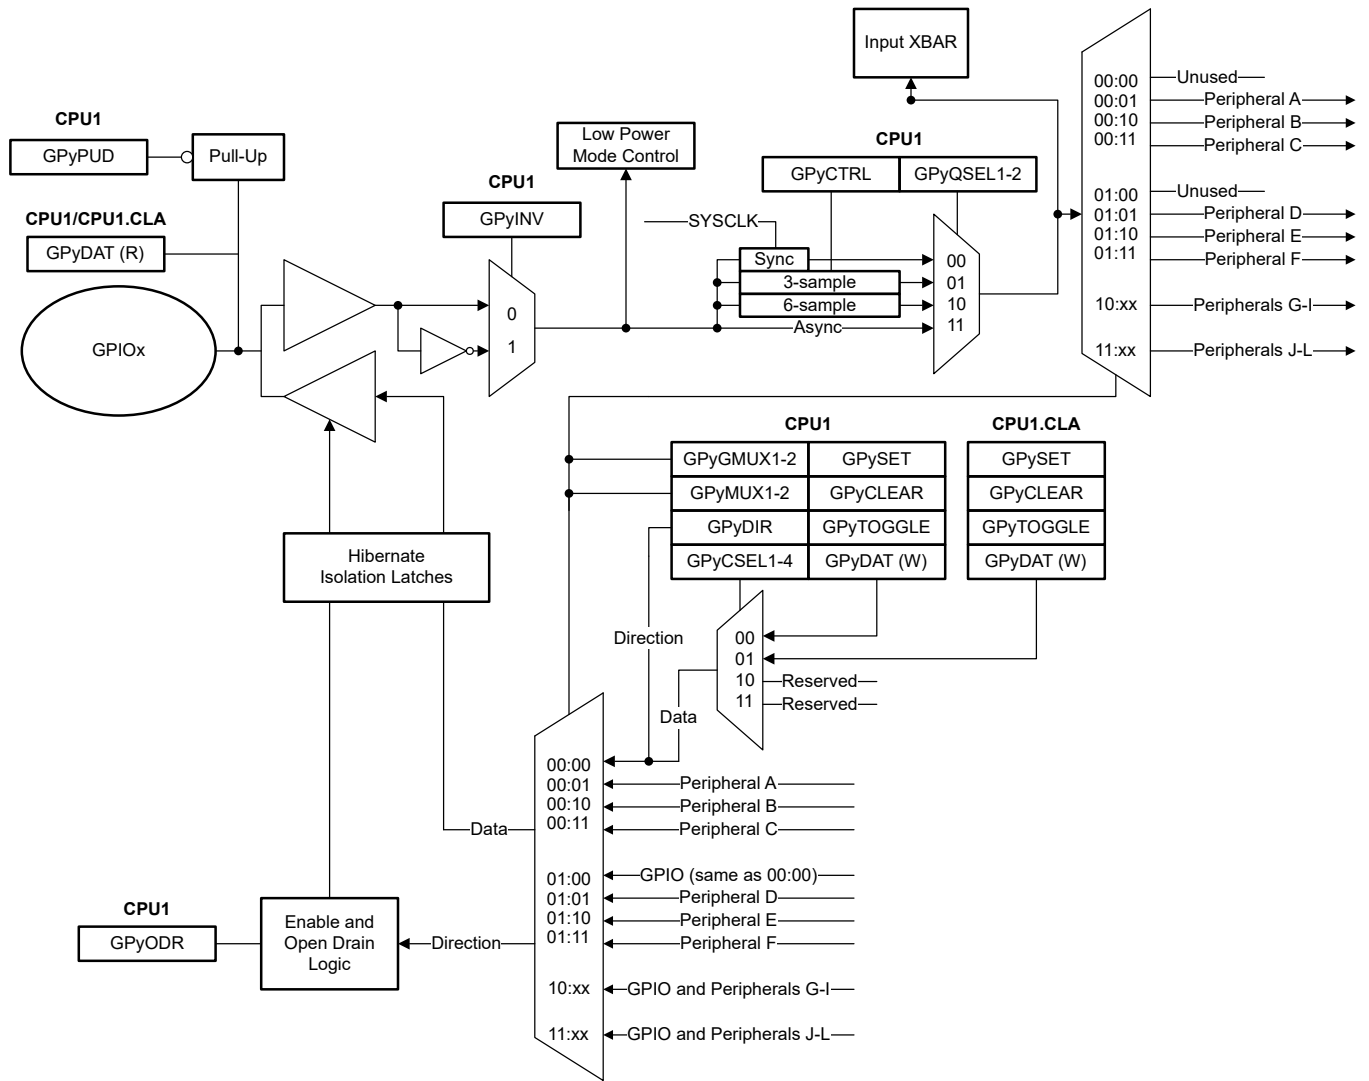 Input XBAR
00:00
Unused
00:01
Peripheral A
00:10
Peripheral B
00:11
Peripheral C
01:00
Unused
01:01
Peripheral D
01:10
Peripheral E
01:11
Peripheral F
10:xx
Peripherals G-I
11:xx
Peripherals J-L
CPU1
GPyPUD
Pull-Up
CPU1/CPU1.CLA
GPyDAT (R)
GPIOx
CPU1
GPyINV
0
1
Low Power
Mode Control
CPU1
GPyCTRL
GPyQSEL1-2
SYSCLK
Sync
3-sample
6-sample
Async
00
01
10
11
CPU1
GPyGMUX1-2
GPySET
GPyMUX1-2
GPyCLEAR
GPyDIR
GPyTOGGLE
GPyCSEL1-4
GPyDAT (W)
CPU1.CLA
GPySET
GPyCLEAR
GPyTOGGLE
GPyDAT (W)
Hibernate
Isolation Latches
Direction
00
01
10
Reserved
11
Reserved
Data
00:00
00:01
Peripheral A
00:10
Peripheral B
00:11
Peripheral C
Data
01:00
GPIO (same as 00:00)
01:01
Peripheral D
01:10
Peripheral E
01:11
Peripheral F
10:xx
GPIO and Peripherals G-I
11:xx
GPIO and Peripherals J-L
CPU1
GPyODR
Enable and
Open Drain
Logic
Direction